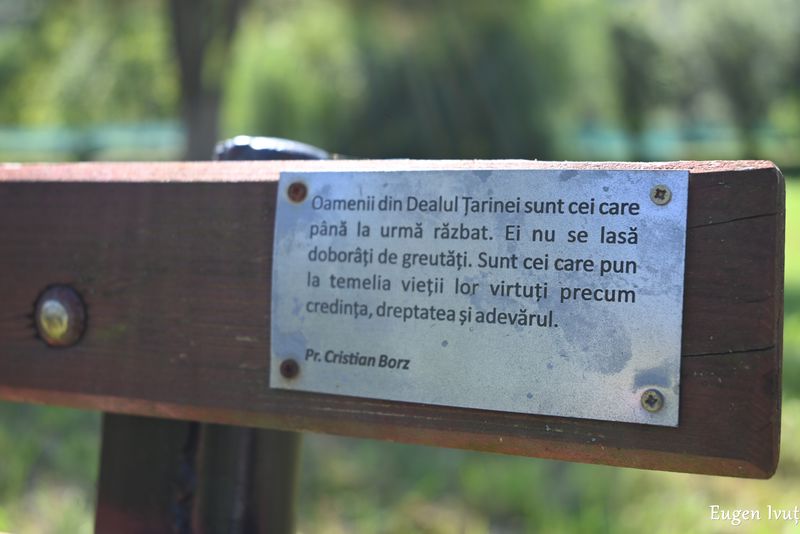 Oamenii din Dealul Țarinei sunt cei care
până la urmă răzbat. Ei nu se lasă
doborâți de greutăți. Sunt cei care pun
la temelia vieții lor virtuți precum
credința, dreptatea și adevărul.
Pr. Cristian Borz
Eugen Ivuț